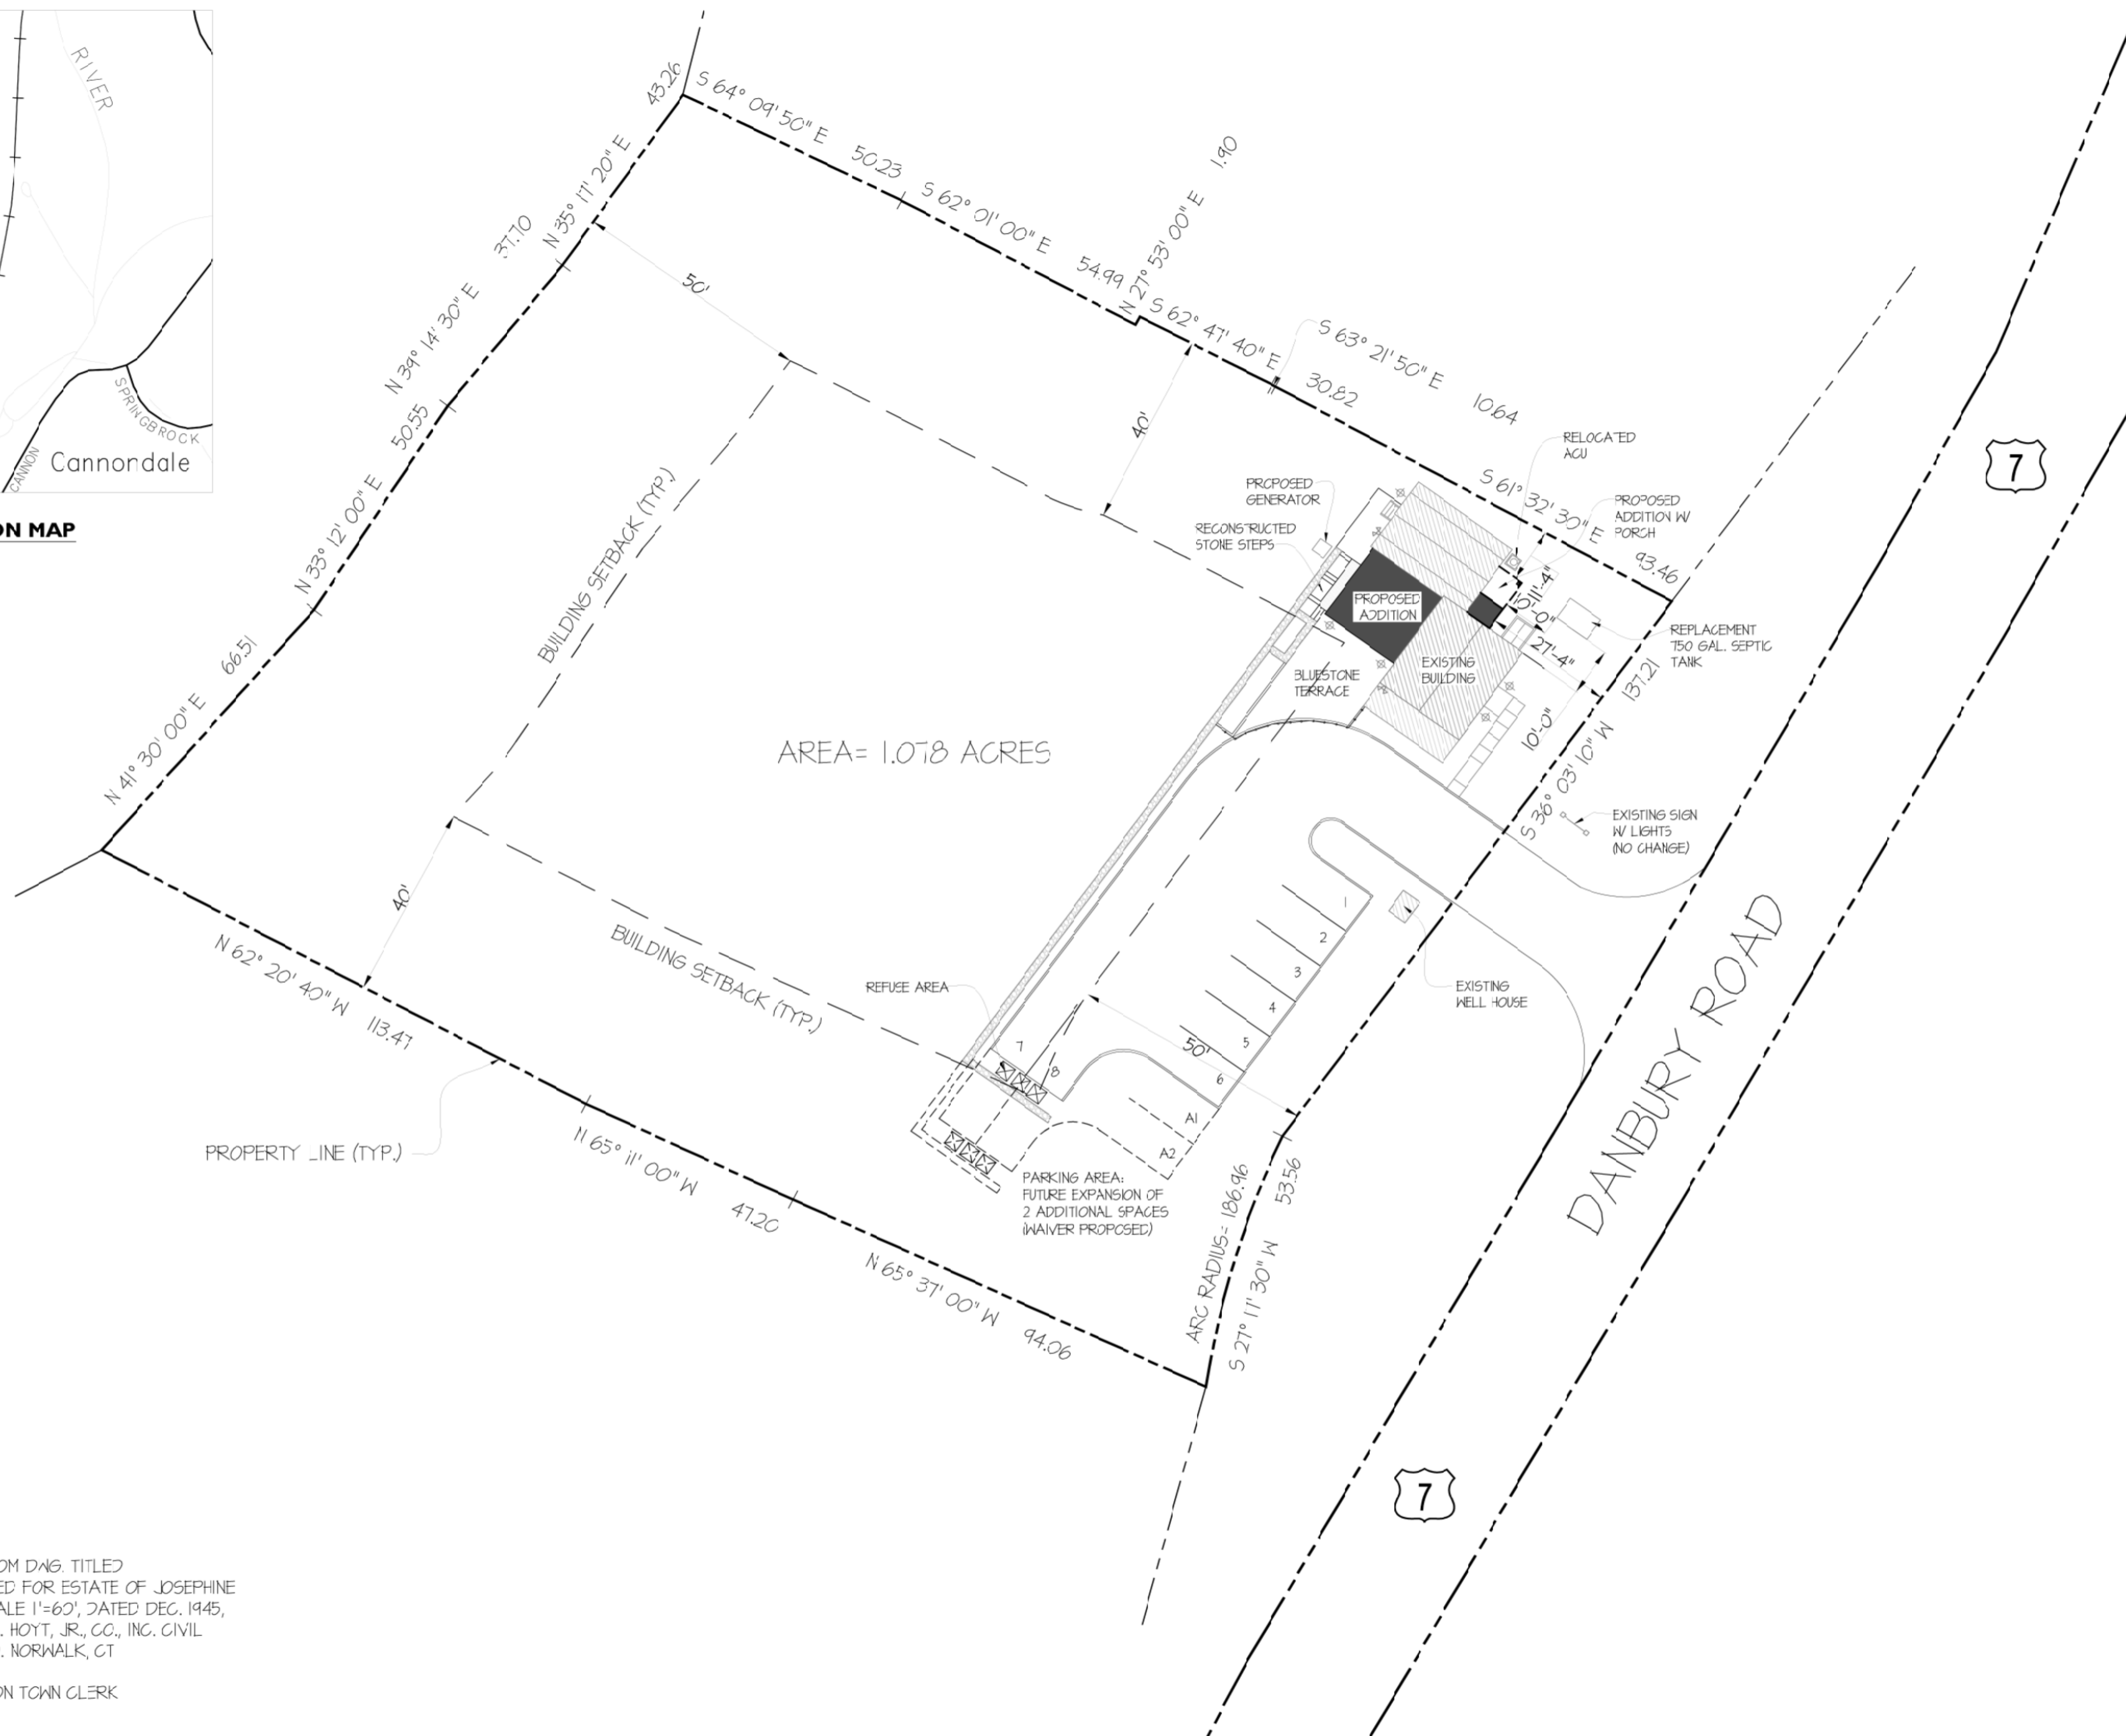 RIVER
SPRINGBROCK
CANNON
Cannondale
ON MAP
43.26
S 64° 09' 50" E 50.23
S 62° 01' 00" E 54.99
N 27° 53' 00" E 1.90
S 62° 47' 40" E 30.82
S 63° 21' 50" E 10.64
S 61° 32' 30" E 93.46
N 35° 17' 20" E
37.70
N 39° 14' 30" E
50.55
N 33° 12' 00" E
66.51
N 41° 30' 00" E
50'
40'
BUILDING SETBACK (TYP.)
RELOCATED
ACU
PROPOSED
GENERATOR
PROPOSED
ADDITION W/
PORCH
RECONSTRUCTED
STONE STEPS
PROPOSED
ADDITION
11'-4"
10'-0"
27'-4"
REPLACEMENT
750 GAL. SEPTIC
TANK
EXISTING
BUILDING
BLUESTONE
TERRACE
10'-0"
137.21
S 36° 03' 10" W
AREA= 1.078 ACRES
EXISTING SIGN
W/ LIGHTS
(NO CHANGE)
40'
BUILDING SETBACK (TYP.)
REFUSE AREA
1
2
3
4
5
6
7
8
A1
A2
50'
EXISTING
WELL HOUSE
N 62° 20' 40" W 113.47
PROPERTY LINE (TYP.)
N 65° 11' 00" W 47.20
N 65° 37' 00" W 94.06
PARKING AREA:
FUTURE EXPANSION OF
2 ADDITIONAL SPACES
(WAIVER PROPOSED)
ARC RADIUS= 186.96
S 27° 11' 30" W 53.56
DANBURY ROAD
7
7
OM DWG. TITLED
ED FOR ESTATE OF JOSEPHINE
ALE 1"=60', DATED DEC. 1945,
. HOYT, JR., CO., INC. CIVIL
. NORWALK, CT
ON TOWN CLERK